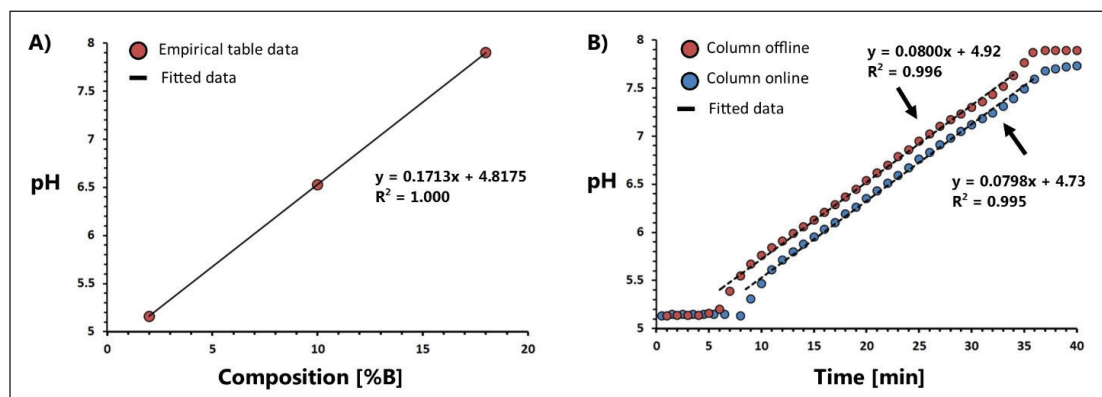 A)
Empirical table data
Fitted data
y = 0.1713x + 4.8175
R² = 1.000
pH
8
7.5
7
6.5
6
5.5
5
0
5
10
15
20
Composition [%B]
B)
Column offline
Column online
Fitted data
y = 0.0800x + 4.92
R² = 0.996
y = 0.0798x + 4.73
R² = 0.995
pH
8
7.5
7
6.5
6
5.5
5
0
5
10
15
20
25
30
35
40
Time [min]